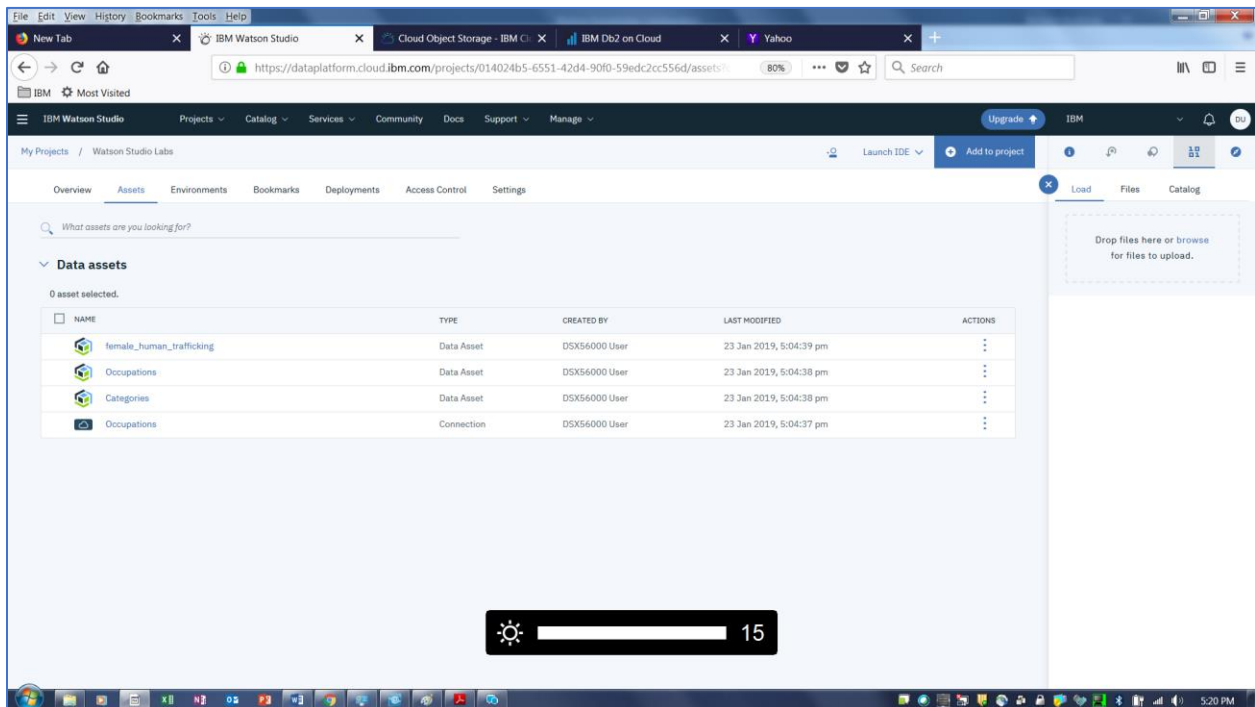 File Edit View History Bookmarks Tools Help
New Tab IBM Watson Studio Cloud Object Storage - IBM Cl IBM Db2 on Cloud Yahoo
https://dataplatform.cloud.ibm.com/projects/014024b5-6551-42d4-90f0-59edc2cc556d/assets 80% Search
IBM Most Visited
IBM Watson Studio Projects Catalog Services Community Docs Support Manage Upgrade IBM DU
My Projects / Watson Studio Labs Launch IDE Add to project
Overview Assets Environments Bookmarks Deployments Access Control Settings Load Files Catalog
What assets are you looking for?
Drop files here or browse
for files to upload.
Data assets
0 asset selected.
NAME TYPE CREATED BY LAST MODIFIED ACTIONS
female_human_trafficking Data Asset DSX56000 User 23 Jan 2019, 5:04:39 pm
Occupations Data Asset DSX56000 User 23 Jan 2019, 5:04:38 pm
Categories Data Asset DSX56000 User 23 Jan 2019, 5:04:38 pm
Occupations Connection DSX56000 User 23 Jan 2019, 5:04:37 pm
15
5:20 PM